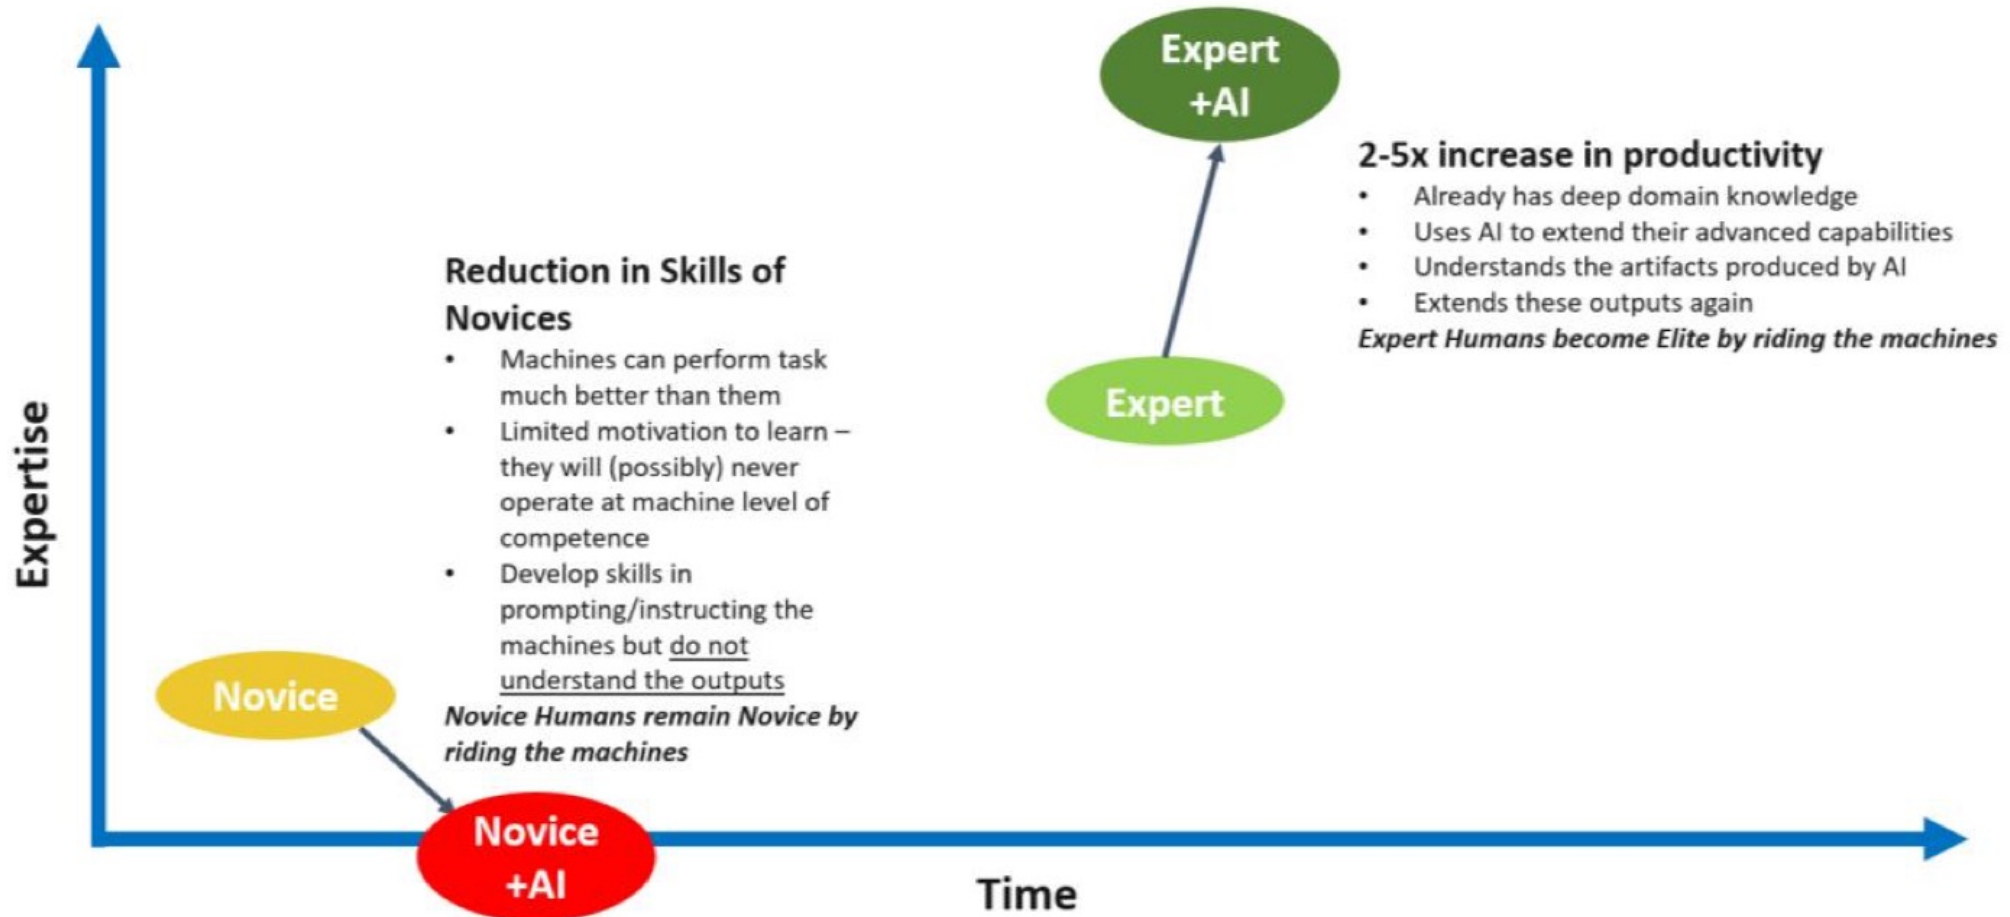 Expert
+AI
2-5x increase in productivity
• Already has deep domain knowledge
• Uses AI to extend their advanced capabilities
• Understands the artifacts produced by AI
• Extends these outputs again
Expert Humans become Elite by riding the machines
Expert
Reduction in Skills of
Novices
• Machines can perform task
much better than them
• Limited motivation to learn –
they will (possibly) never
operate at machine level of
competence
• Develop skills in
prompting/instructing the
machines but do not
understand the outputs
Novice Humans remain Novice by
riding the machines
Expertise
Novice
Novice
+AI
Time